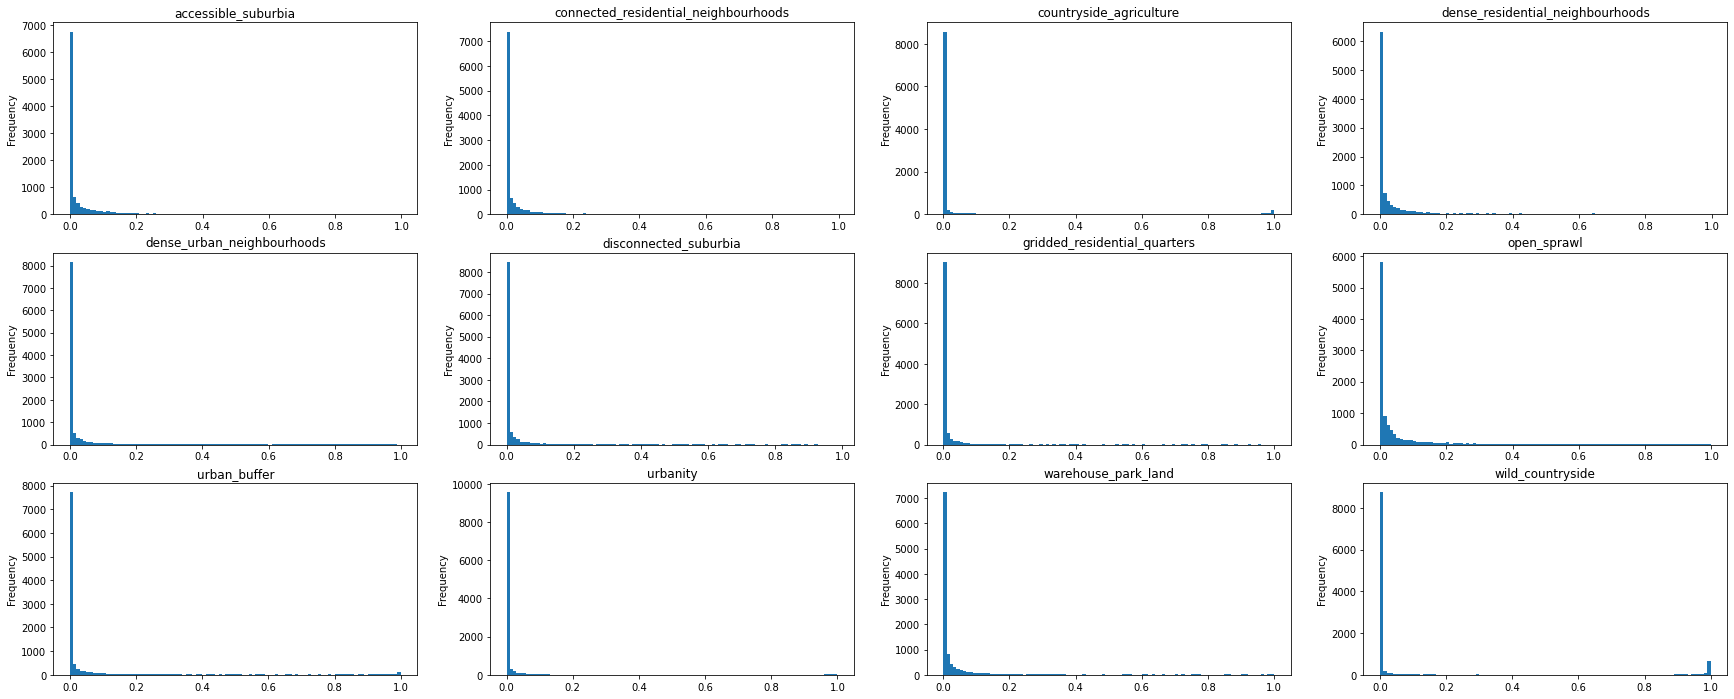 accessible_suburbia
Frequency
7000
6000
5000
4000
3000
2000
1000
0
0.0 0.2 0.4 0.6 0.8 1.0
connected_residential_neighbourhoods
Frequency
7000
6000
5000
4000
3000
2000
1000
0
0.0 0.2 0.4 0.6 0.8 1.0
countryside_agriculture
Frequency
8000
6000
4000
2000
0
0.0 0.2 0.4 0.6 0.8 1.0
dense_residential_neighbourhoods
Frequency
6000
5000
4000
3000
2000
1000
0
0.0 0.2 0.4 0.6 0.8 1.0
dense_urban_neighbourhoods
Frequency
8000
7000
6000
5000
4000
3000
2000
1000
0
0.0 0.2 0.4 0.6 0.8 1.0
disconnected_suburbia
Frequency
8000
7000
6000
5000
4000
3000
2000
1000
0
0.0 0.2 0.4 0.6 0.8 1.0
gridded_residential_quarters
Frequency
8000
6000
4000
2000
0
0.0 0.2 0.4 0.6 0.8 1.0
open_sprawl
Frequency
6000
5000
4000
3000
2000
1000
0
0.0 0.2 0.4 0.6 0.8 1.0
urban_buffer
Frequency
8000
7000
6000
5000
4000
3000
2000
1000
0
0.0 0.2 0.4 0.6 0.8 1.0
urbanity
Frequency
10000
8000
6000
4000
2000
0
0.0 0.2 0.4 0.6 0.8 1.0
warehouse_park_land
Frequency
7000
6000
5000
4000
3000
2000
1000
0
0.0 0.2 0.4 0.6 0.8 1.0
wild_countryside
Frequency
8000
6000
4000
2000
0
0.0 0.2 0.4 0.6 0.8 1.0